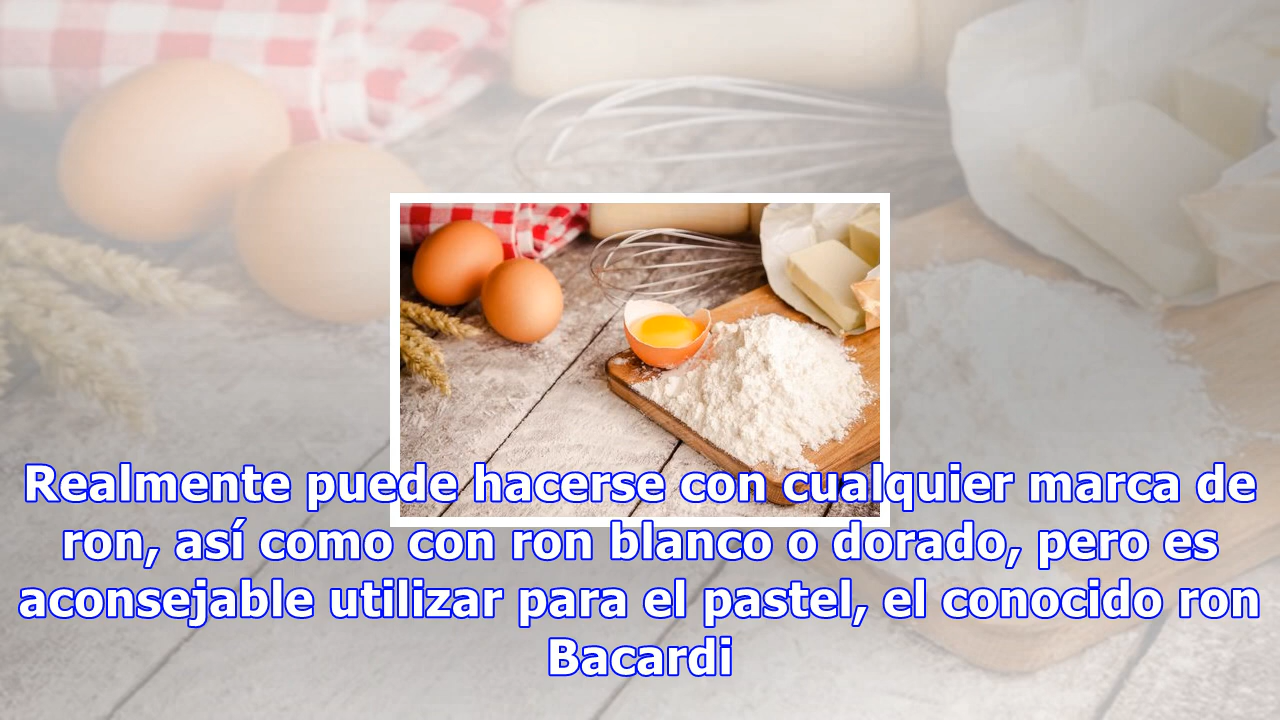 Realmente puede hacerse con cualquier marca de
ron, así como con ron blanco o dorado, pero es
aconsejable utilizar para el pastel, el conocido ron
Bacardi